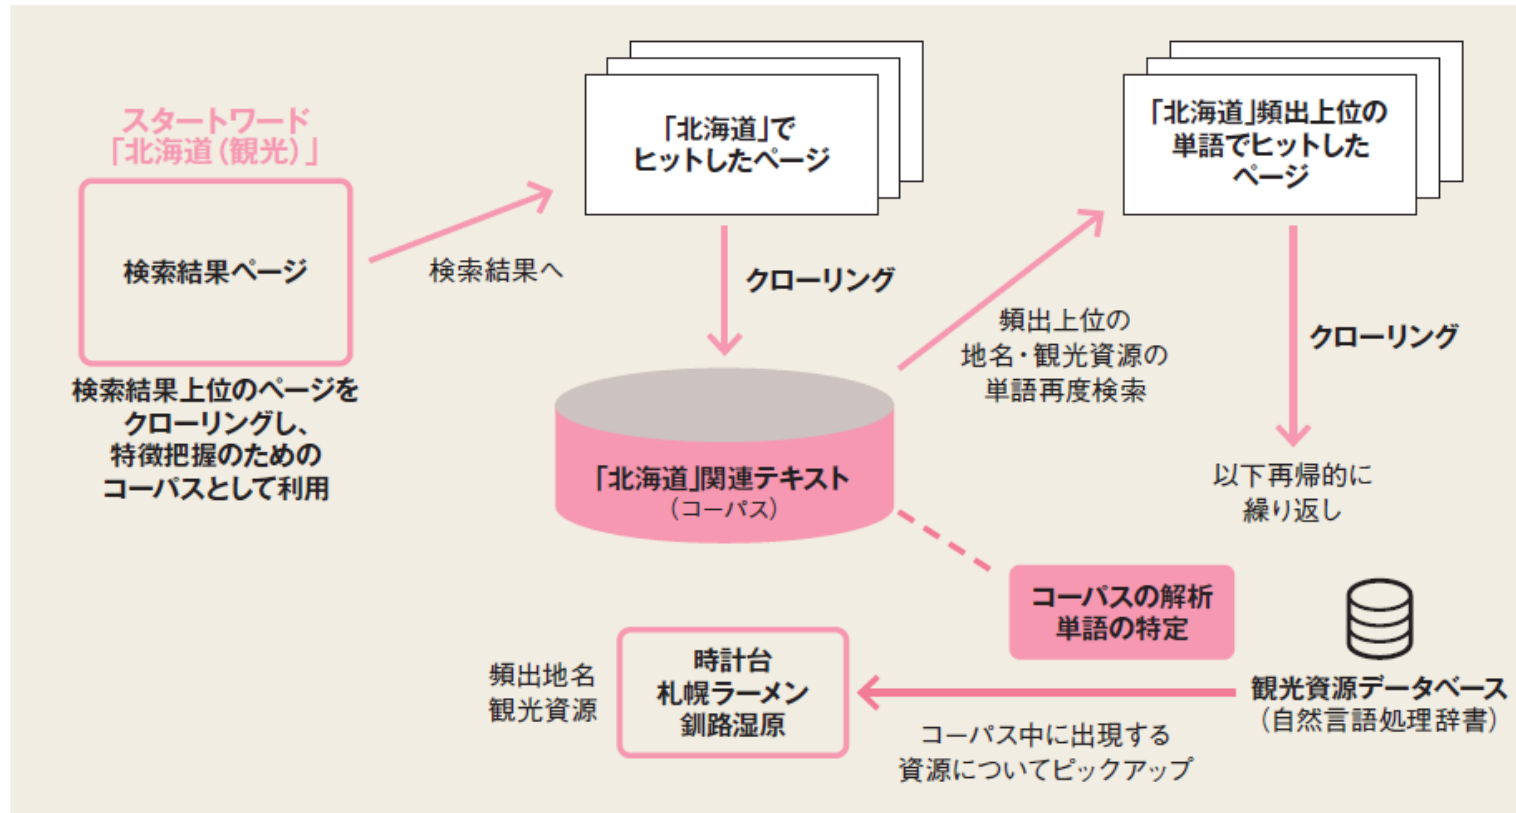 スタートワード
「北海道（観光）」
検索結果ページ
検索結果上位のページを
クローリングし、
特徴把握のための
コーパスとして利用
検索結果へ
「北海道」で
ヒットしたページ
クローリング
「北海道」関連テキスト
（コーパス）
頻出上位の
地名・観光資源の
単語再度検索
「北海道」頻出上位の
単語でヒットした
ページ
クローリング
以下再帰的に
繰り返し
コーパスの解析
単語の特定
観光資源データベース
（自然言語処理辞書）
コーパス中に出現する
資源についてピックアップ
頻出地名
観光資源
時計台
札幌ラーメン
釧路湿原